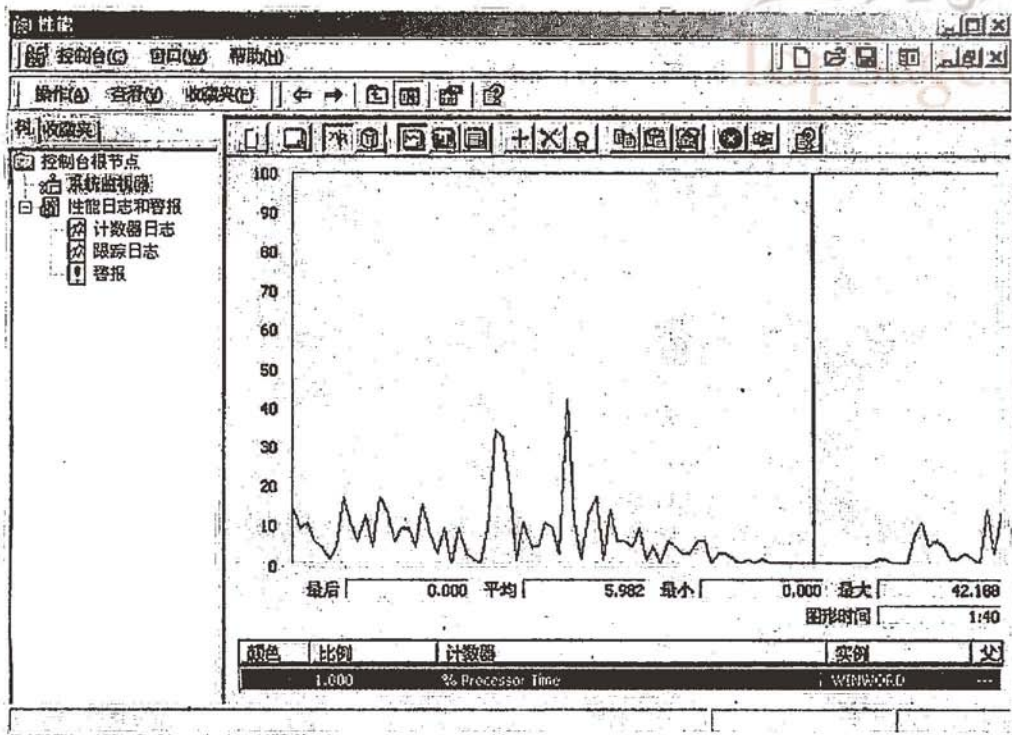 性能
控制台(C) 窗口(W) 帮助(H)
操作(A) 查看(V) 收藏夹(F)
树 收藏夹
控制台根节点
系统监视器
性能日志和警报
计数器日志
跟踪日志
警报
100
90
80
70
60
50
40
30
20
10
0
最后 0.000 平均 5.982 最小 0.000 最大 42.188
图形时间 1:40
颜色 比例 计数器 实例 父
1.000 % Processor Time WINWORD ---